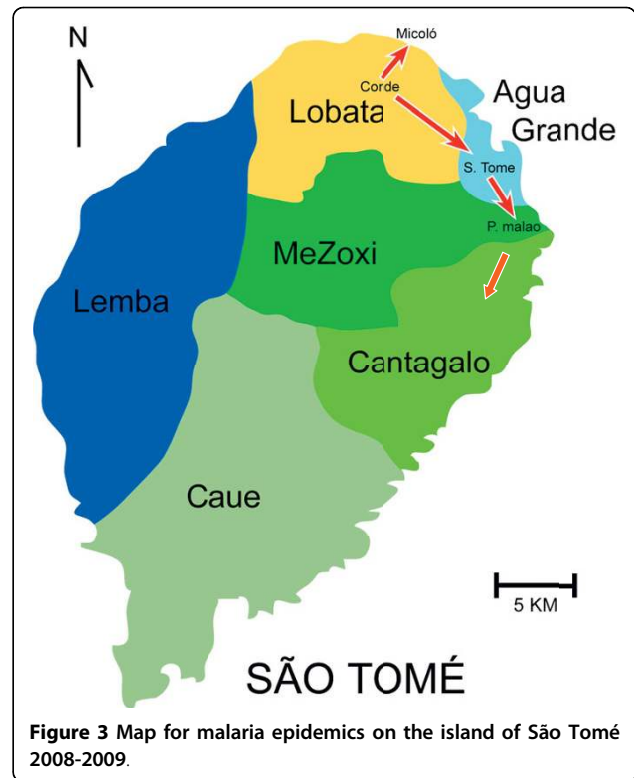 N
Micoló
Corde
Agua
Grande
Lobata
S. Tome
P. malao
MeZoxi
Lemba
Cantagalo
Caue
5 KM
SÃO TOMÉ
Figure 3 Map for malaria epidemics on the island of São Tomé
2008-2009.